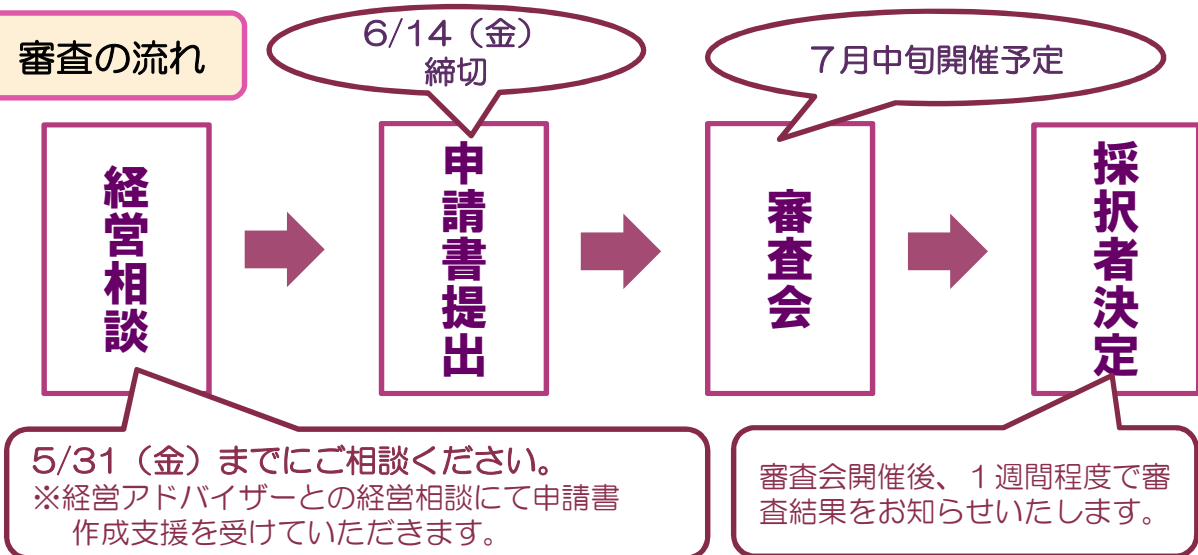 審査の流れ
6/14（金）
締切
7月中旬開催予定
経営相談
申請書提出
審査会
採択者決定
5/31（金）までにご相談ください。
※経営アドバイザーとの経営相談にて申請書
作成支援を受けていただきます。
審査会開催後、１週間程度で審
査結果をお知らせいたします。